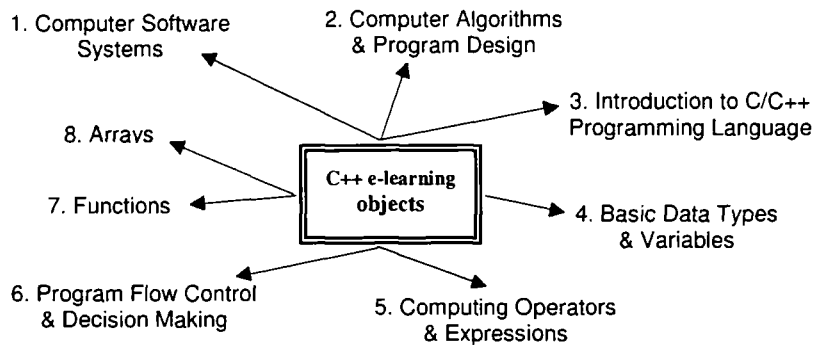 1. Computer Software
Systems
2. Computer Algorithms
& Program Design
3. Introduction to C/C++
Programming Language
8. Arrays
C++ e-learning
objects
7. Functions
4. Basic Data Types
& Variables
6. Program Flow Control
& Decision Making
5. Computing Operators
& Expressions